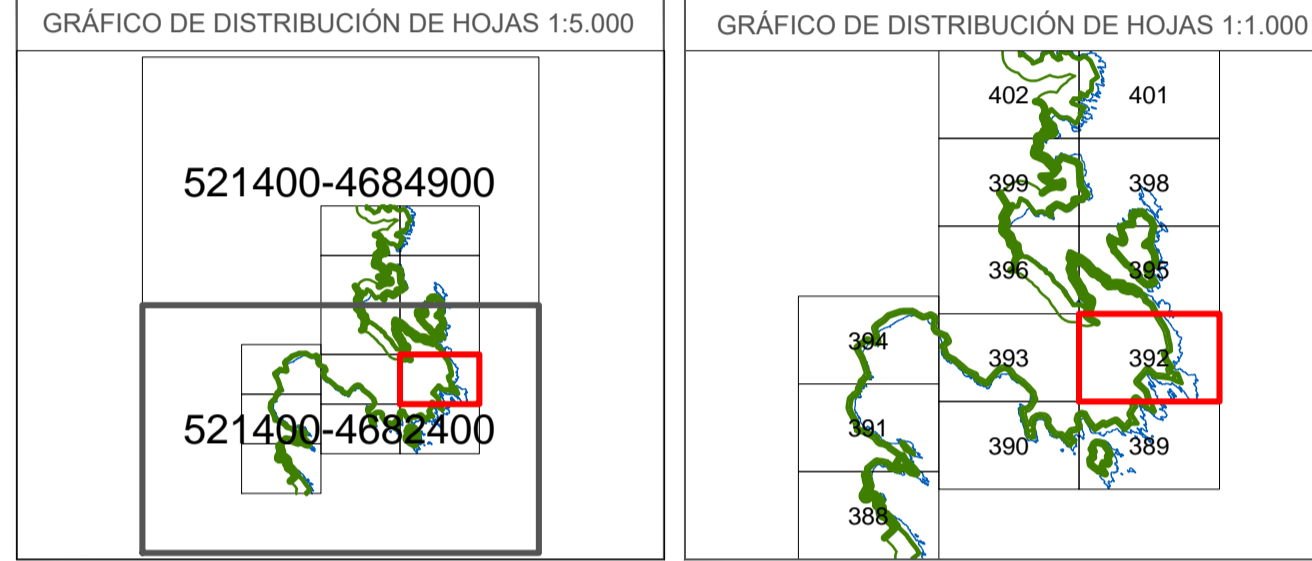 GRÁFICO DE DISTRIBUCIÓN DE HOJAS 1:5.000
521400-4684900
521400-4682400
GRÁFICO DE DISTRIBUCIÓN DE HOJAS 1:1.000
402 401
399 398
396 395
394 393 392
391 390 389
388